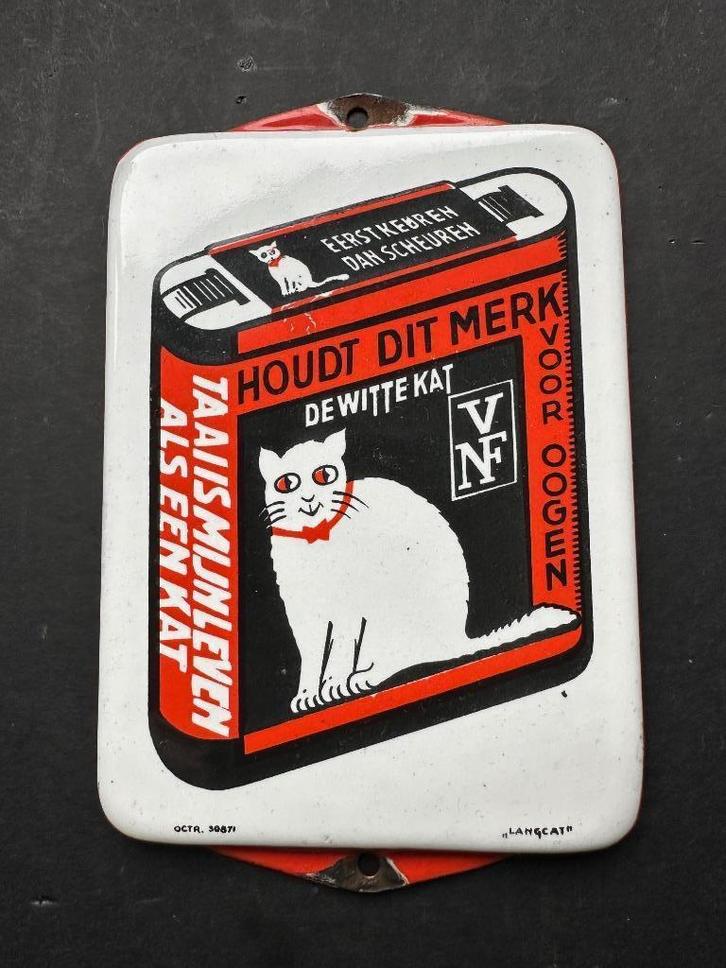 EERST KEUREN
DAN SCHEUREN
HOUDT DIT MERK
VOOR OOGEN
DE WITTE KAT
VNF
TAAI IS MIJN LEVEN
ALS EEN KAT
OCTR. 30871
„LANGCAT"